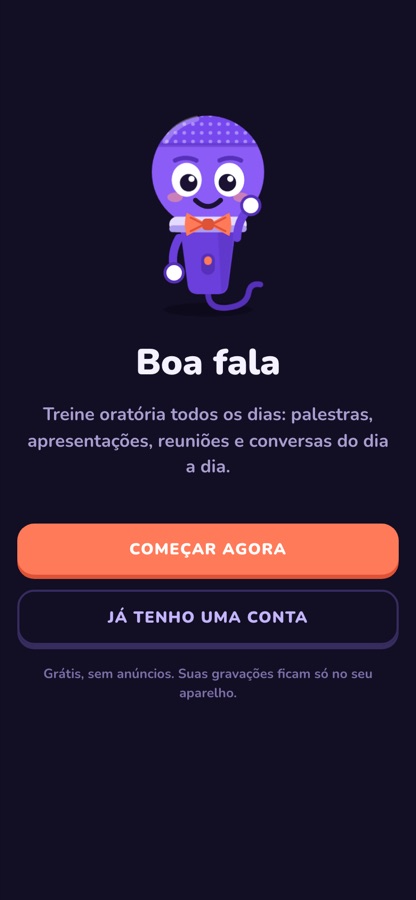 Boa fala
Treine oratória todos os dias: palestras,
apresentações, reuniões e conversas do dia
a dia.
COMEÇAR AGORA
JÁ TENHO UMA CONTA
Grátis, sem anúncios. Suas gravações ficam só no seu
aparelho.